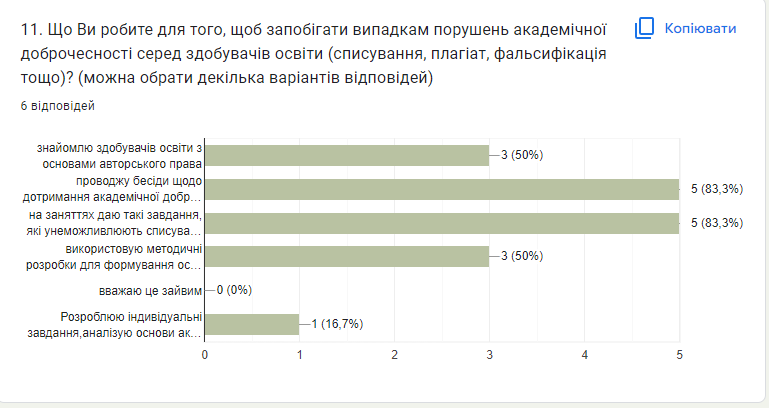 11. Що Ви робите для того, щоб запобігати випадкам порушень академічної
доброчесності серед здобувачів освіти (списування, плагіат, фальсифікація
тощо)? (можна обрати декілька варіантів відповідей)
Копіювати
6 відповідей
знайомлю здобувачів освіти з
основами авторського права
3 (50%)
проводжу бесіди щодо
дотримання академічної добр...
5 (83,3%)
на заняттях даю такі завдання,
які унеможливлюють списува...
5 (83,3%)
використовую методичні
розробки для формування ос...
3 (50%)
вважаю це зайвим
0 (0%)
Розроблюю індивідуальні
завдання,аналізую основи ак...
1 (16,7%)
0 1 2 3 4 5